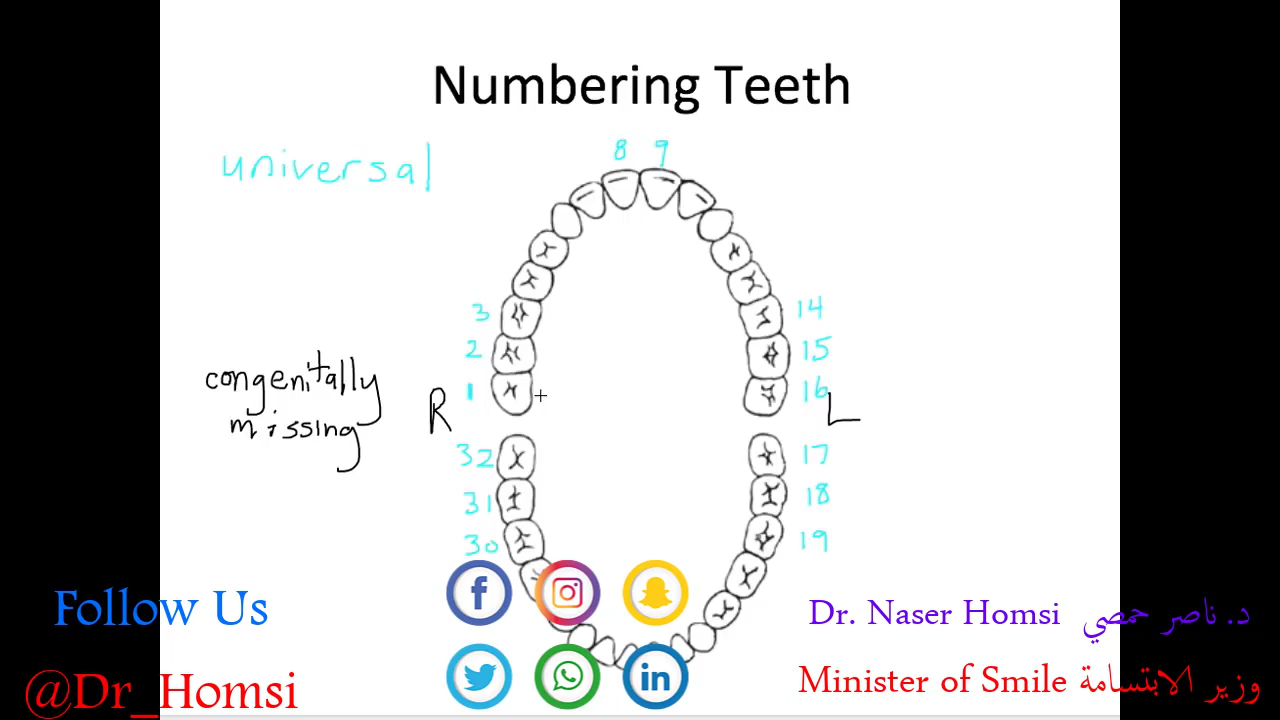 Numbering Teeth
universal
8 9
3
14
2
15
1
16
congenitally
missing
R
L
32
17
31
18
30
19
f
in
Follow Us
@Dr_Homsi
Dr. Naser Homsi د. ناصر حمصي
Minister of Smile وزير الابتسامة